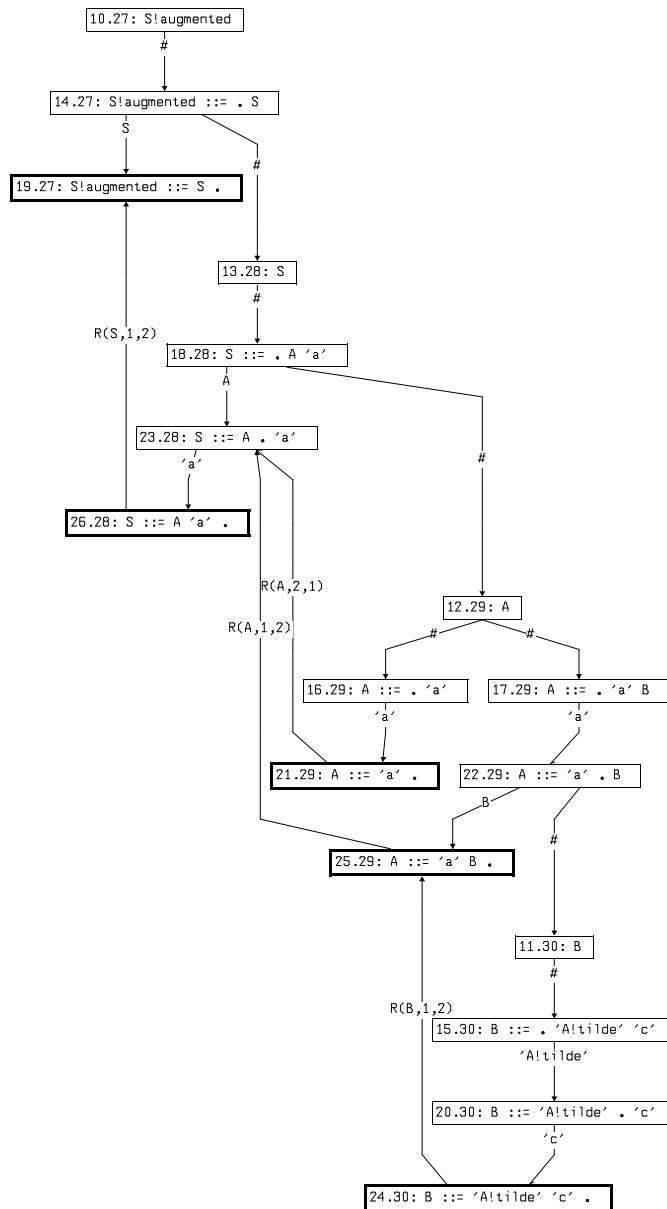 10.27: S!augmented
#
14.27: S!augmented ::= . S
S
#
19.27: S!augmented ::= S .
13.28: S
#
R(S,1,2)
18.28: S ::= . A 'a'
A
23.28: S ::= A . 'a'
#
'a'
26.28: S ::= A 'a' .
R(A,2,1)
12.29: A
R(A,1,2)
# #
16.29: A ::= . 'a' 17.29: A ::= . 'a' B
'a' 'a'
21.29: A ::= 'a' . 22.29: A ::= 'a' . B
B
#
25.29: A ::= 'a' B .
11.30: B
#
R(B,1,2)
15.30: B ::= . 'A!tilde' 'c'
'A!tilde'
20.30: B ::= 'A!tilde' . 'c'
'c'
24.30: B ::= 'A!tilde' 'c' .